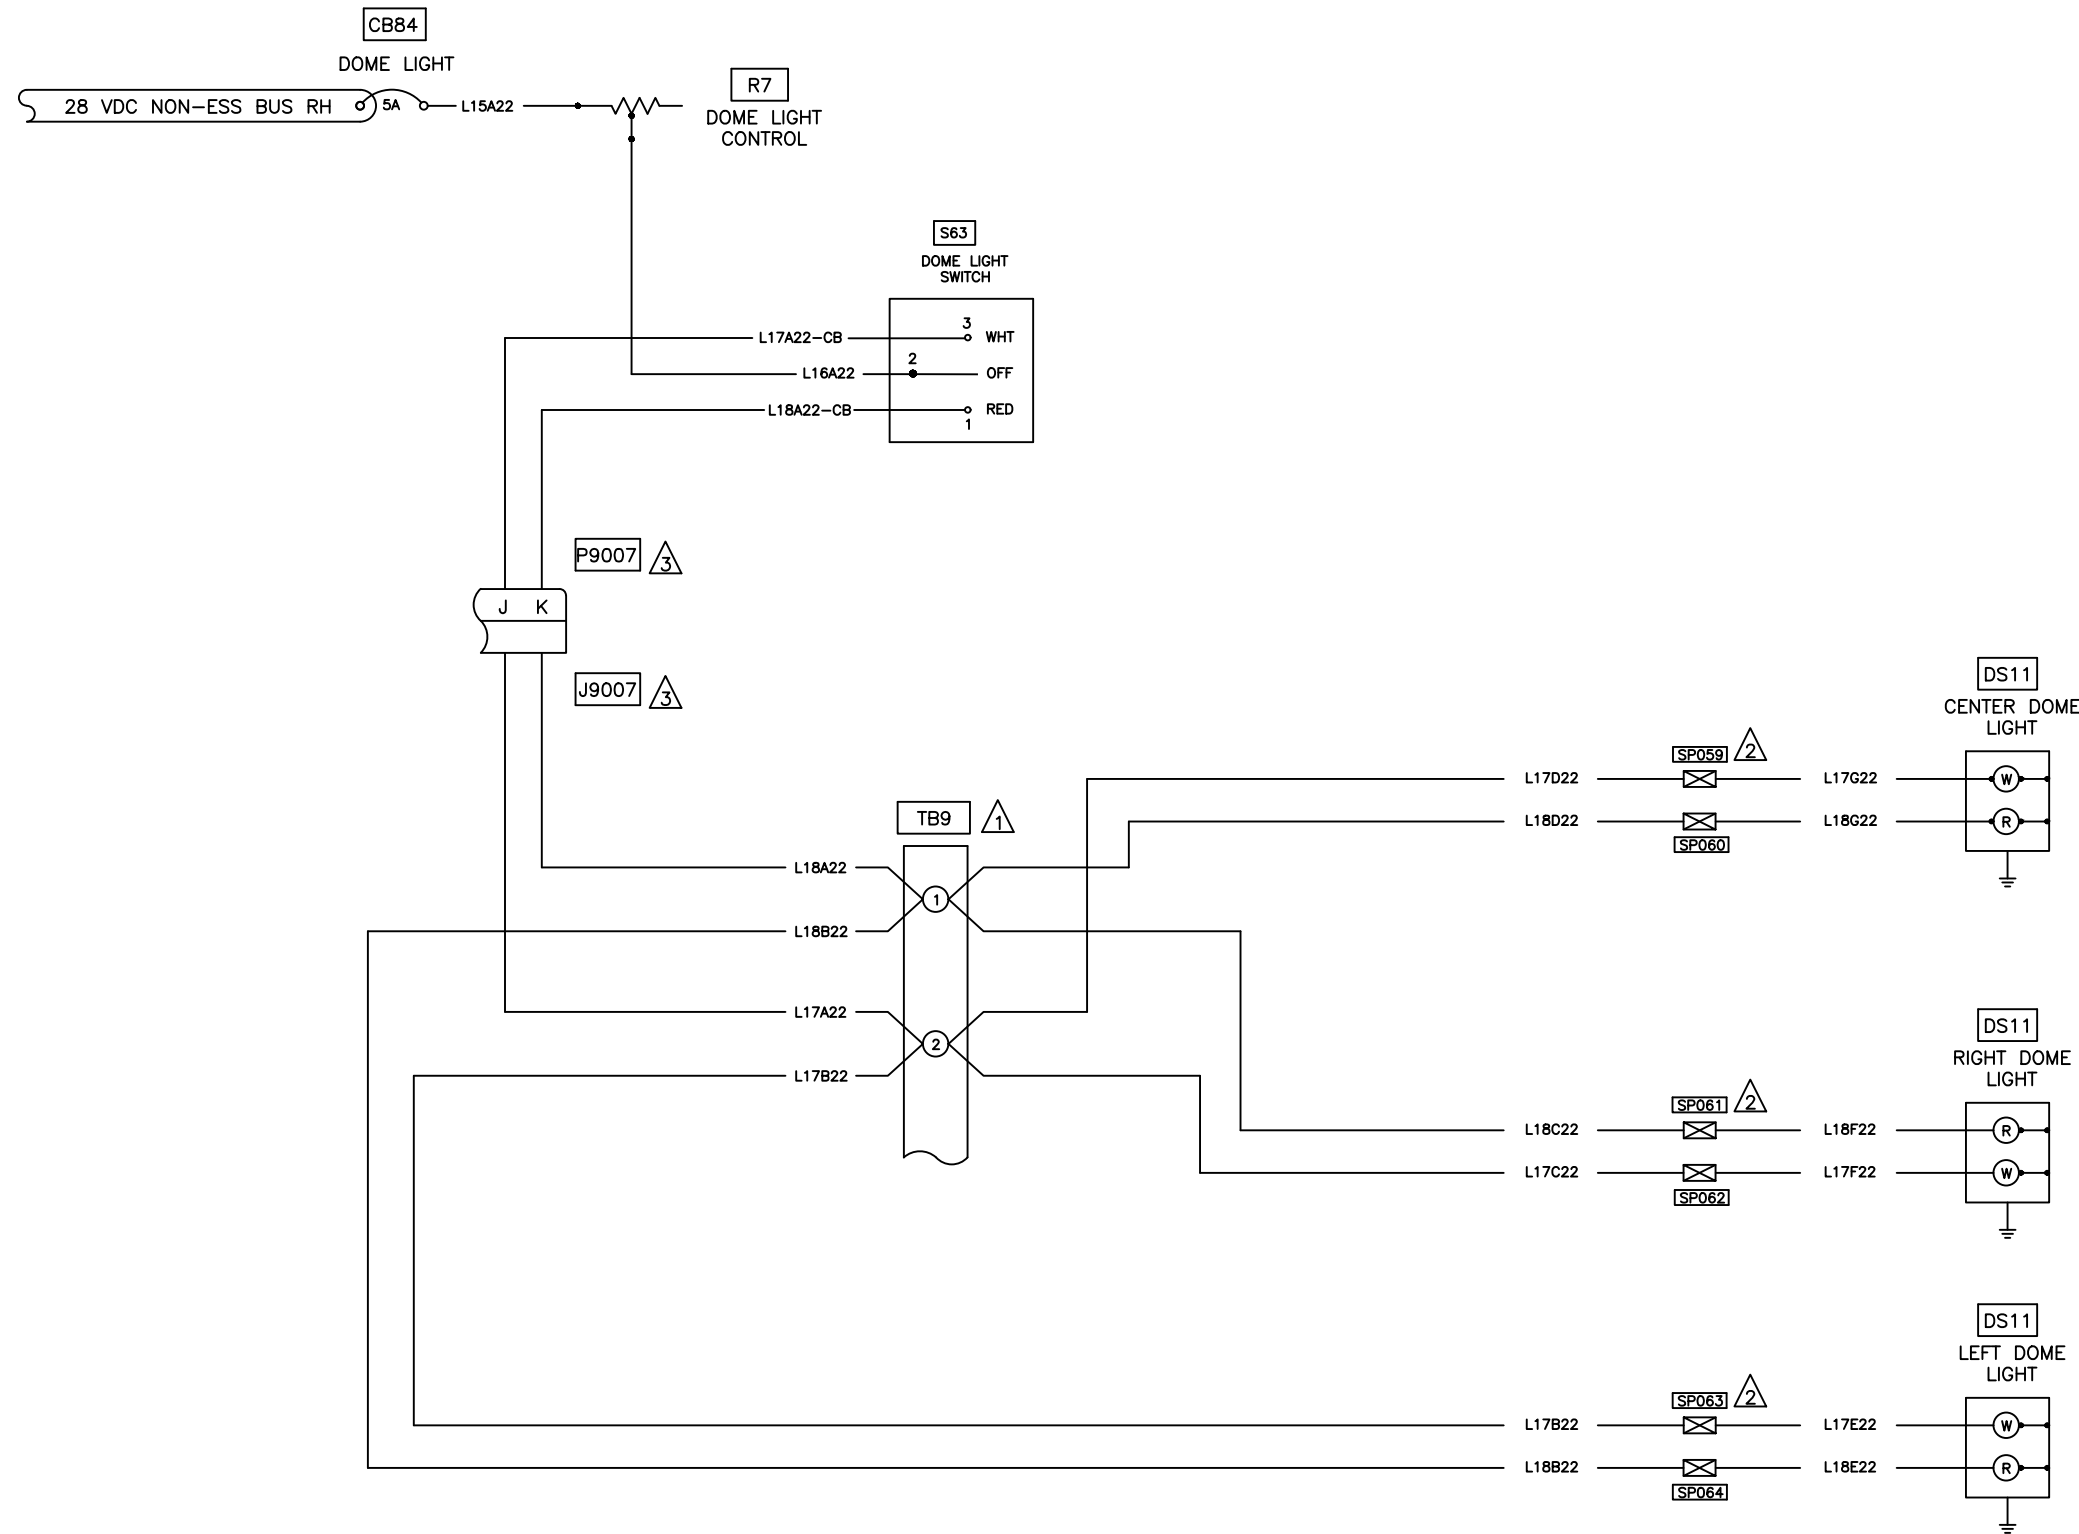 CB84
DOME LIGHT
28 VDC NON-ESS BUS RH
5A
L15A22
R7
DOME LIGHT
CONTROL
S63
DOME LIGHT
SWITCH
L17A22-CB
3
WHT
L16A22
2
OFF
L18A22-CB
RED
1
P9007
3
J K
J9007
3
DS11
CENTER DOME
LIGHT
L17D22
SP059
2
L17G22
W
L18D22
SP060
L18G22
R
TB9
1
L18A22
1
L18B22
L17A22
2
L17B22
DS11
RIGHT DOME
LIGHT
L18C22
SP061
2
L18F22
R
L17C22
SP062
L17F22
W
DS11
LEFT DOME
LIGHT
L17B22
SP063
2
L17E22
W
L18B22
SP064
L18E22
R